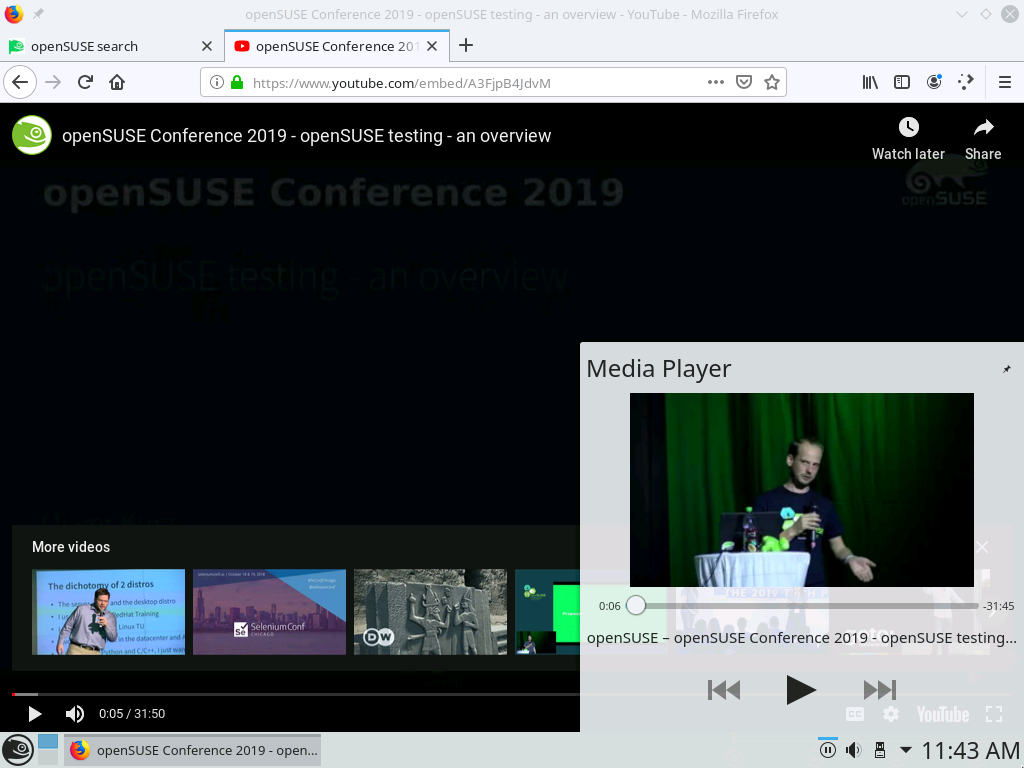 openSUSE Conference 2019 - openSUSE testing - an overview - YouTube - Mozilla Firefox
openSUSE search
openSUSE Conference 201
https://www.youtube.com/embed/A3FjpB4JdvM
openSUSE Conference 2019 - openSUSE testing - an overview
Watch later
Share
openSUSE Conference 2019
openSUSE
openSUSE testing - an overview
Media Player
More videos
The dichotomy of 2 distros
SeleniumConf
CHICAGO
Se
DW
0:06
-31:45
openSUSE – openSUSE Conference 2019 - openSUSE testing...
0:05 / 31:50
CC
YouTube
openSUSE Conference 2019 - open...
11:43 AM